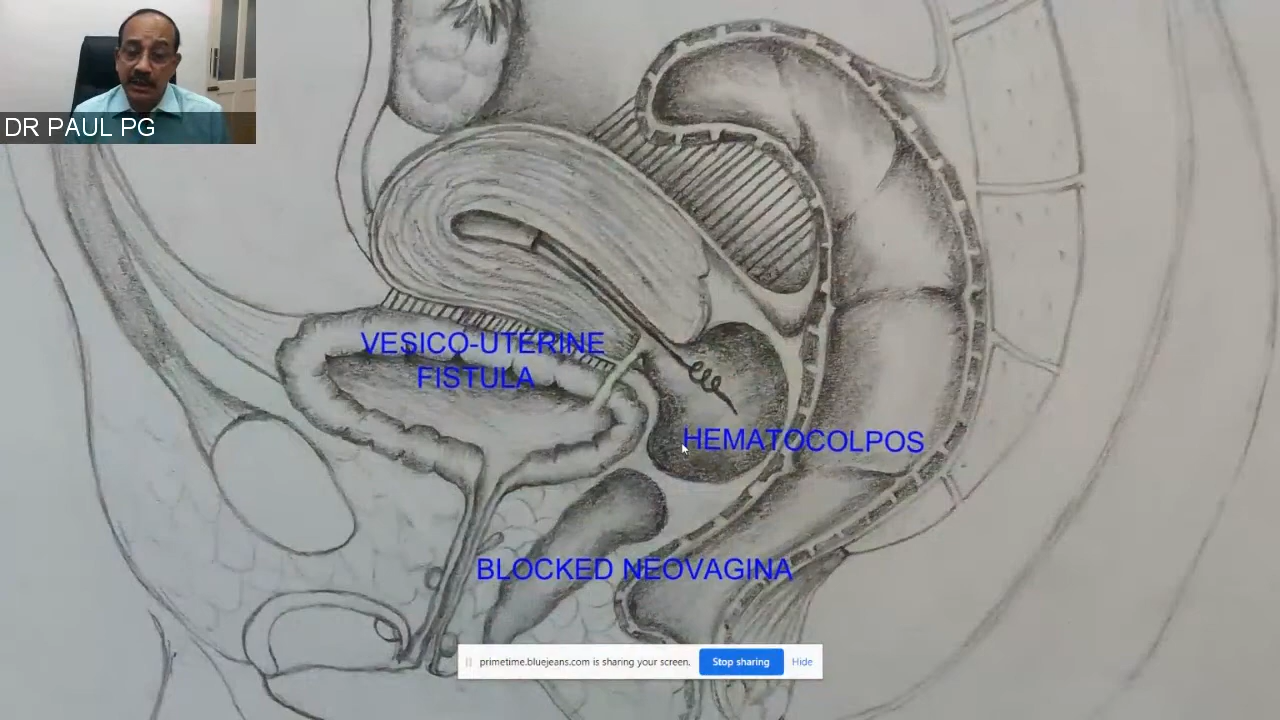 DR PAUL PG
VESICO-UTERINE
FISTULA
HEMATOCOLPOS
BLOCKED NEOVAGINA
primetime.bluejeans.com is sharing your screen.
Stop sharing
Hide